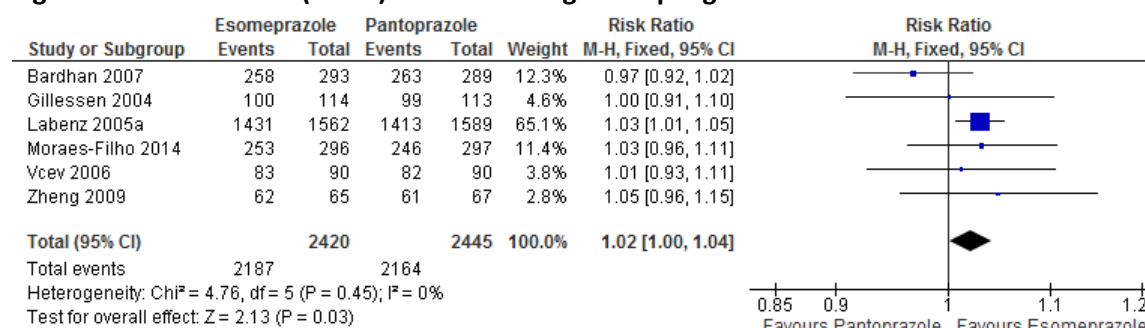 Esomeprazole Pantoprazole Risk Ratio Risk Ratio
Study or Subgroup Events Total Events Total Weight M-H, Fixed, 95% CI M-H, Fixed, 95% CI
Bardhan 2007 258 293 263 289 12.3% 0.97 [0.92, 1.02]
Gillessen 2004 100 114 99 113 4.6% 1.00 [0.91, 1.10]
Labenz 2005a 1431 1562 1413 1589 65.1% 1.03 [1.01, 1.05]
Moraes-Filho 2014 253 296 246 297 11.4% 1.03 [0.96, 1.11]
Vcev 2006 83 90 82 90 3.8% 1.01 [0.93, 1.11]
Zheng 2009 62 65 61 67 2.8% 1.05 [0.96, 1.15]
Total (95% CI) 2420 2445 100.0% 1.02 [1.00, 1.04]
Total events 2187 2164
Heterogeneity: Chi² = 4.76, df = 5 (P = 0.45); I² = 0%
Test for overall effect: Z = 2.13 (P = 0.03)
0.85 0.9 1 1.1 1.2
Favours Pantoprazole Favours Esomeprazole